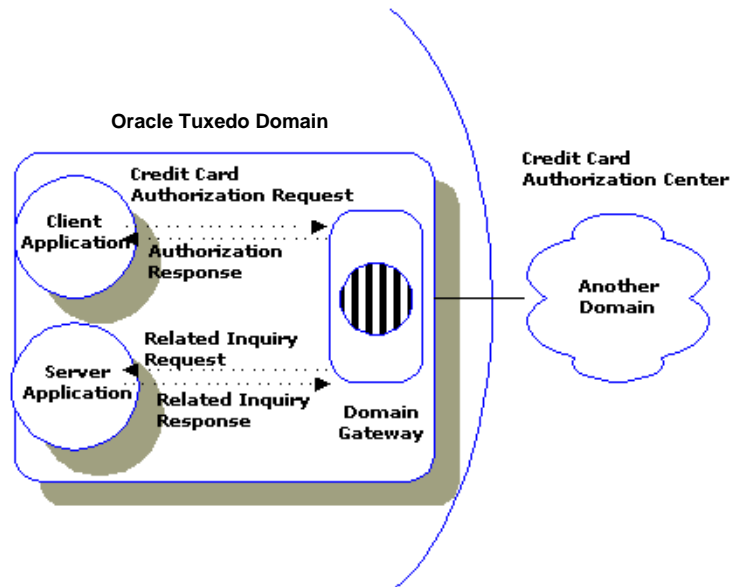 Oracle Tuxedo Domain
Credit Card
Authorization Center
Credit Card
Authorization Request
Client
Application
Authorization
Response
Another
Domain
Related Inquiry
Request
Server
Application
Related Inquiry
Response
Domain
Gateway